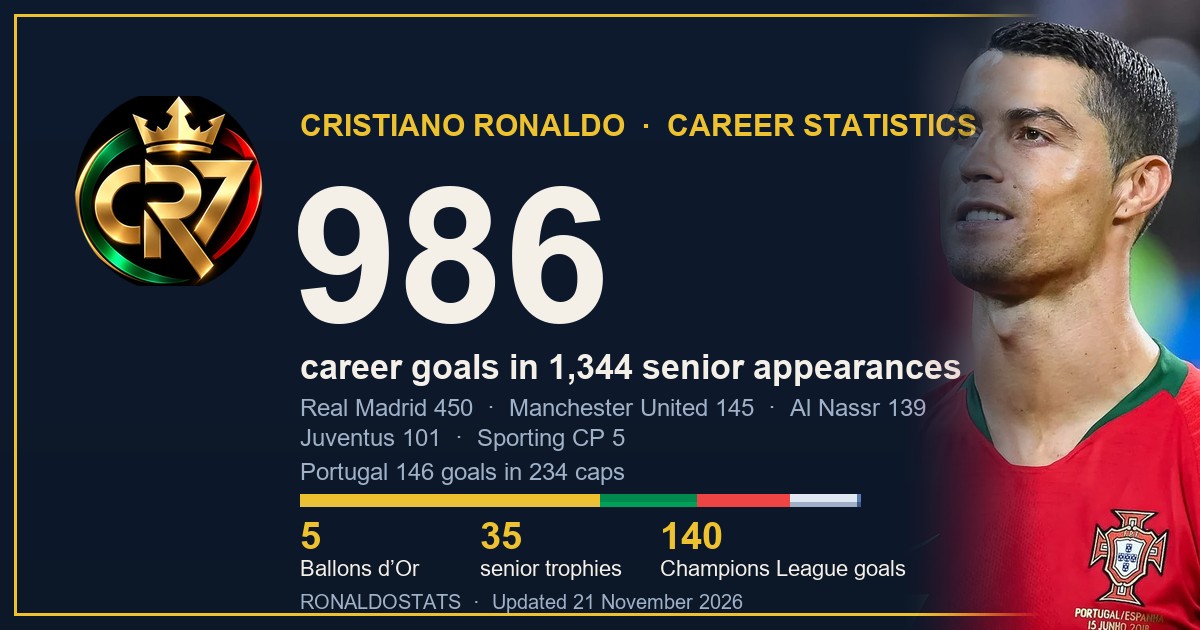 CR7
CRISTIANO RONALDO · CAREER STATISTICS
986
career goals in 1,344 senior appearances
Real Madrid 450 · Manchester United 145 · Al Nassr 139
Juventus 101 · Sporting CP 5
Portugal 146 goals in 234 caps
5
Ballons d’Or
35
senior trophies
140
Champions League goals
RONALDOSTATS · Updated 21 November 2026
PORTUGAL/ESPANHA
15 JUNHO 2018